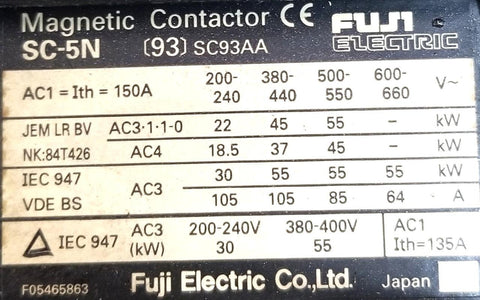 Magnetic Contactor CE FUJI
SC-5N (93) SC93AA ELECTRIC
AC1 = Ith = 150A 200-240 380-440 500-550 600-660 V~
JEM LR BV AC3·1·1-0 22 45 55 – kW
NK:84T426 AC4 18.5 37 45 – kW
IEC 947 AC3 30 55 55 55 kW
VDE BS 105 105 85 64 A
△ IEC 947 AC3 (kW) 200-240V 380-400V AC1
30 55 Ith=135A
F05465863 Fuji Electric Co.,Ltd. Japan